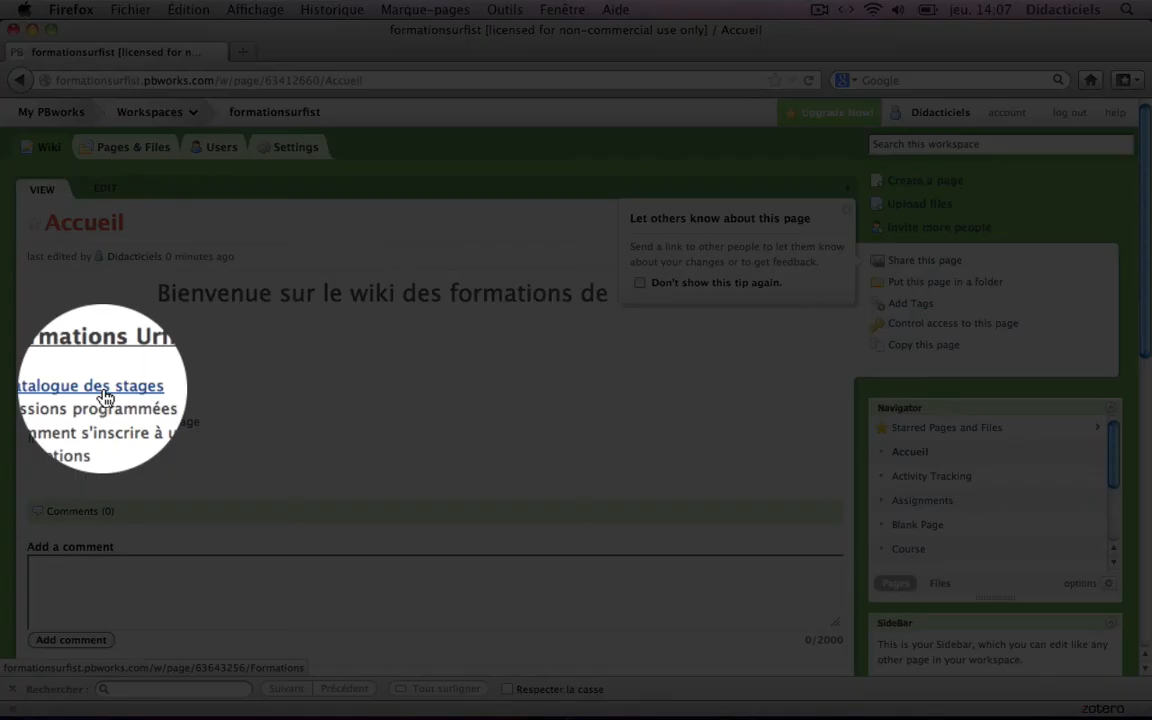 Firefox Fichier Édition Affichage Historique Marque-pages Outils Fenêtre Aide jeu. 14:07 Didacticiels
formationsurfist [licensed for non-commercial use only] / Accueil
PB formationsurfist [licensed for n...
formationsurfist.pbworks.com/w/page/63412660/Accueil
Google
My PBworks Workspaces formationsurfist
Upgrade Now! Didacticiels account log out help
Wiki Pages & Files Users Settings
Search this workspace
VIEW EDIT
Create a page
Upload files
Invite more people
Accueil
last edited by Didacticiels 0 minutes ago
Let others know about this page
Send a link to other people to let them know
about your changes or to get feedback.
Don't show this tip again.
Share this page
Put this page in a folder
Add Tags
Control access to this page
Copy this page
Bienvenue sur le wiki des formations de
rmations Urf
atalogue des stages
ssions programmées
mment s'inscrire à u
age
tions
Navigator
Starred Pages and Files
Accueil
Activity Tracking
Assignments
Blank Page
Course
Pages Files options
Comments (0)
Add a comment
Add comment 0/2000
SideBar
This is your Sidebar, which you can edit like any
other page in your workspace.
formationsurfist.pbworks.com/w/page/63643256/Formations
Rechercher : Suivant Précédent Tout surligner Respecter la casse
zotero